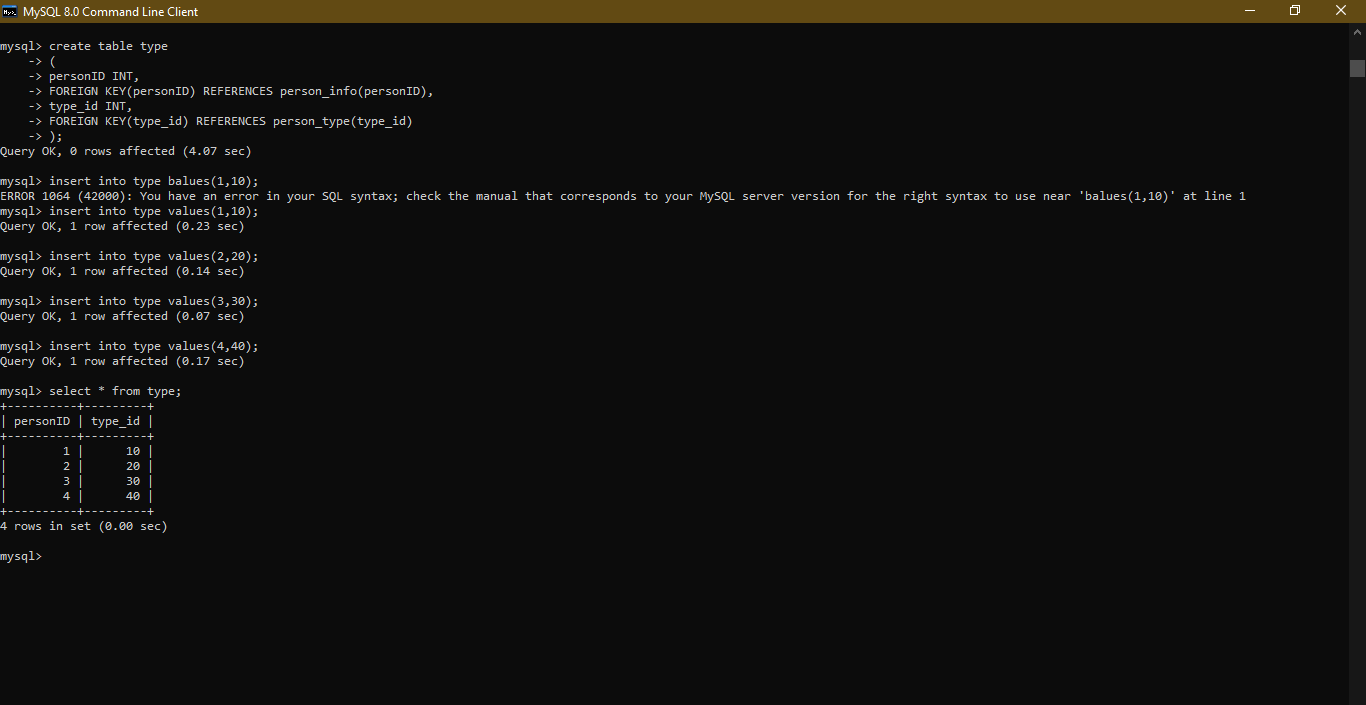 MySQL 8.0 Command Line Client
mysql> create table type
    -> (
    -> personID INT,
    -> FOREIGN KEY(personID) REFERENCES person_info(personID),
    -> type_id INT,
    -> FOREIGN KEY(type_id) REFERENCES person_type(type_id)
    -> );
Query OK, 0 rows affected (4.07 sec)
mysql> insert into type balues(1,10);
ERROR 1064 (42000): You have an error in your SQL syntax; check the manual that corresponds to your MySQL server version for the right syntax to use near 'balues(1,10)' at line 1
mysql> insert into type values(1,10);
Query OK, 1 row affected (0.23 sec)
mysql> insert into type values(2,20);
Query OK, 1 row affected (0.14 sec)
mysql> insert into type values(3,30);
Query OK, 1 row affected (0.07 sec)
mysql> insert into type values(4,40);
Query OK, 1 row affected (0.17 sec)
mysql> select * from type;
+----------+---------+
| personID | type_id |
+----------+---------+
|        1 |      10 |
|        2 |      20 |
|        3 |      30 |
|        4 |      40 |
+----------+---------+
4 rows in set (0.00 sec)
mysql>